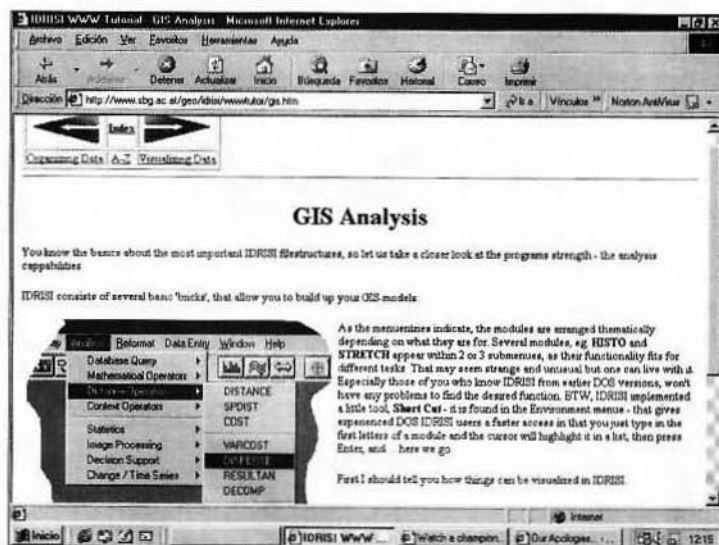 IDRISI WWW Tutorial - GIS Analysis - Microsoft Internet Explorer
Archivo Edición Ver Favoritos Herramientas Ayuda
Atrás Detener Actualizar Inicio Búsqueda Favoritos Historial Correo Imprimir
Dirección http://www.sbg.ac.at/geo/idrisi/wwwtutor/gis.htm Ir a Vínculos » Norton AntiVirus
Index
Organizing Data A-Z Visualizing Data
GIS Analysis
You know the basics about the most important IDRISI filestructures, so let us take a closer look at the programs strength - the analysis
cappabilities
IDRISI consists of several basic 'bricks', that allow you to build up your GIS-models
Analysis Reformat Data Entry Window Help
Database Query
Mathematical Operators
Distance Operators
Context Operators
Statistics
Image Processing
Decision Support
Change / Time Series
DISTANCE
SPDIST
COST
VARCOST
DISPERSE
RESULTAN
DECOMP
As the menuentries indicate, the modules are arranged thematically
depending on what they are for. Several modules, eg. HISTO and
STRETCH appear within 2 or 3 submenues, as their functionality fits for
different tasks. That may seem strange and unusual but one can live with it.
Especially those of you who know IDRISI from earlier DOS versions, won't
have any problems to find the desired function. BTW, IDRISI implemented
a little tool, Short Cut - it is found in the Environment menue - that gives
experienced DOS IDRISI users a faster access in that you just type in the
first letters of a module and the cursor will highlight it in a list, then press
Enter, and ... here we go
First I should tell you how things can be visualized in IDRISI.
Internet
Inicio IDRISI WWW ... Watch a champion... Our Apologies... - ... 12:15